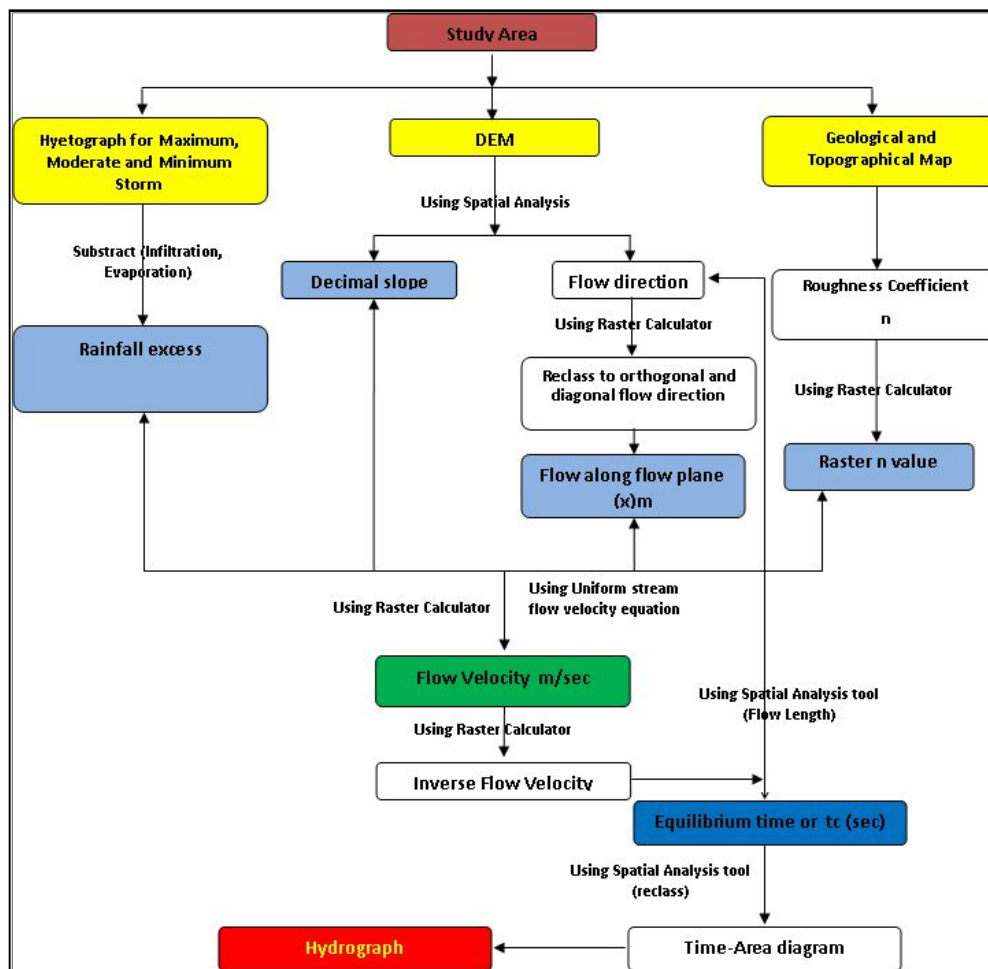 Study Area
Hyetograph for Maximum,
Moderate and Minimum
Storm
DEM
Geological and
Topographical Map
Using Spatial Analysis
Substract (Infiltration,
Evaporation)
Decimal slope
Flow direction
Roughness Coefficient
n
Using Raster Calculator
Rainfall excess
Reclass to orthogonal and
diagonal flow direction
Using Raster Calculator
Flow along flow plane
(x)m
Raster n value
Using Raster Calculator
Using Uniform stream
flow velocity equation
Flow Velocity m/sec
Using Spatial Analysis tool
(Flow Length)
Using Raster Calculator
Inverse Flow Velocity
Equilibrium time or tc (sec)
Using Spatial Analysis tool
(reclass)
Hydrograph
Time-Area diagram